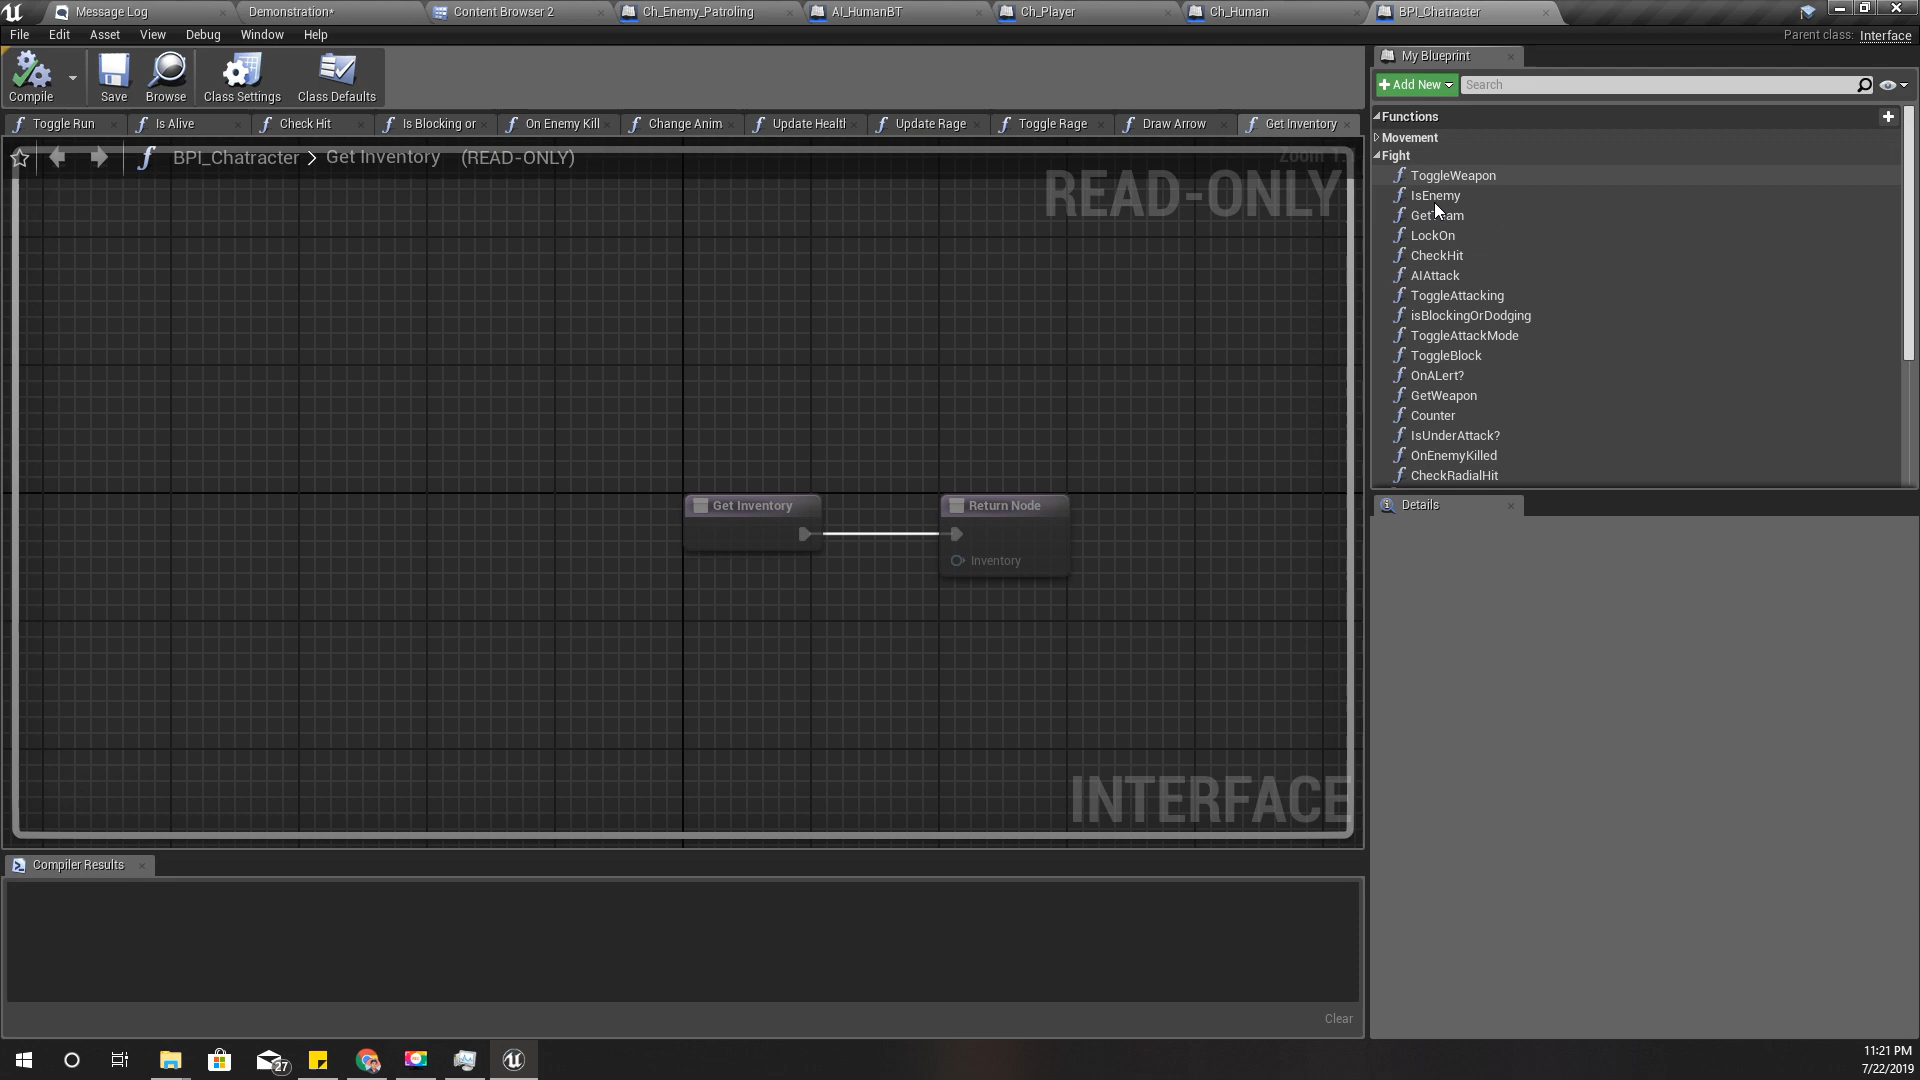 Message Log
Demonstration*
Content Browser 2
Ch_Enemy_Patroling
AI_HumanBT
Ch_Player
Ch_Human
BPI_Chatracter
File Edit Asset View Debug Window Help
Parent class: Interface
Compile
Save
Browse
Class Settings
Class Defaults
My Blueprint
Add New
Search
Toggle Run
Is Alive
Check Hit
Is Blocking or
On Enemy Kill
Change Anim
Update Health
Update Rage
Toggle Rage
Draw Arrow
Get Inventory
BPI_Chatracter > Get Inventory (READ-ONLY)
READ-ONLY
Get Inventory
Return Node
Inventory
INTERFACE
Functions
Movement
Fight
ToggleWeapon
IsEnemy
LockOn
CheckHit
AIAttack
ToggleAttacking
isBlockingOrDodging
ToggleAttackMode
ToggleBlock
OnALert?
GetWeapon
Counter
IsUnderAttack?
OnEnemyKilled
CheckRadialHit
Details
Compiler Results
Clear
27
11:21 PM
7/22/2019